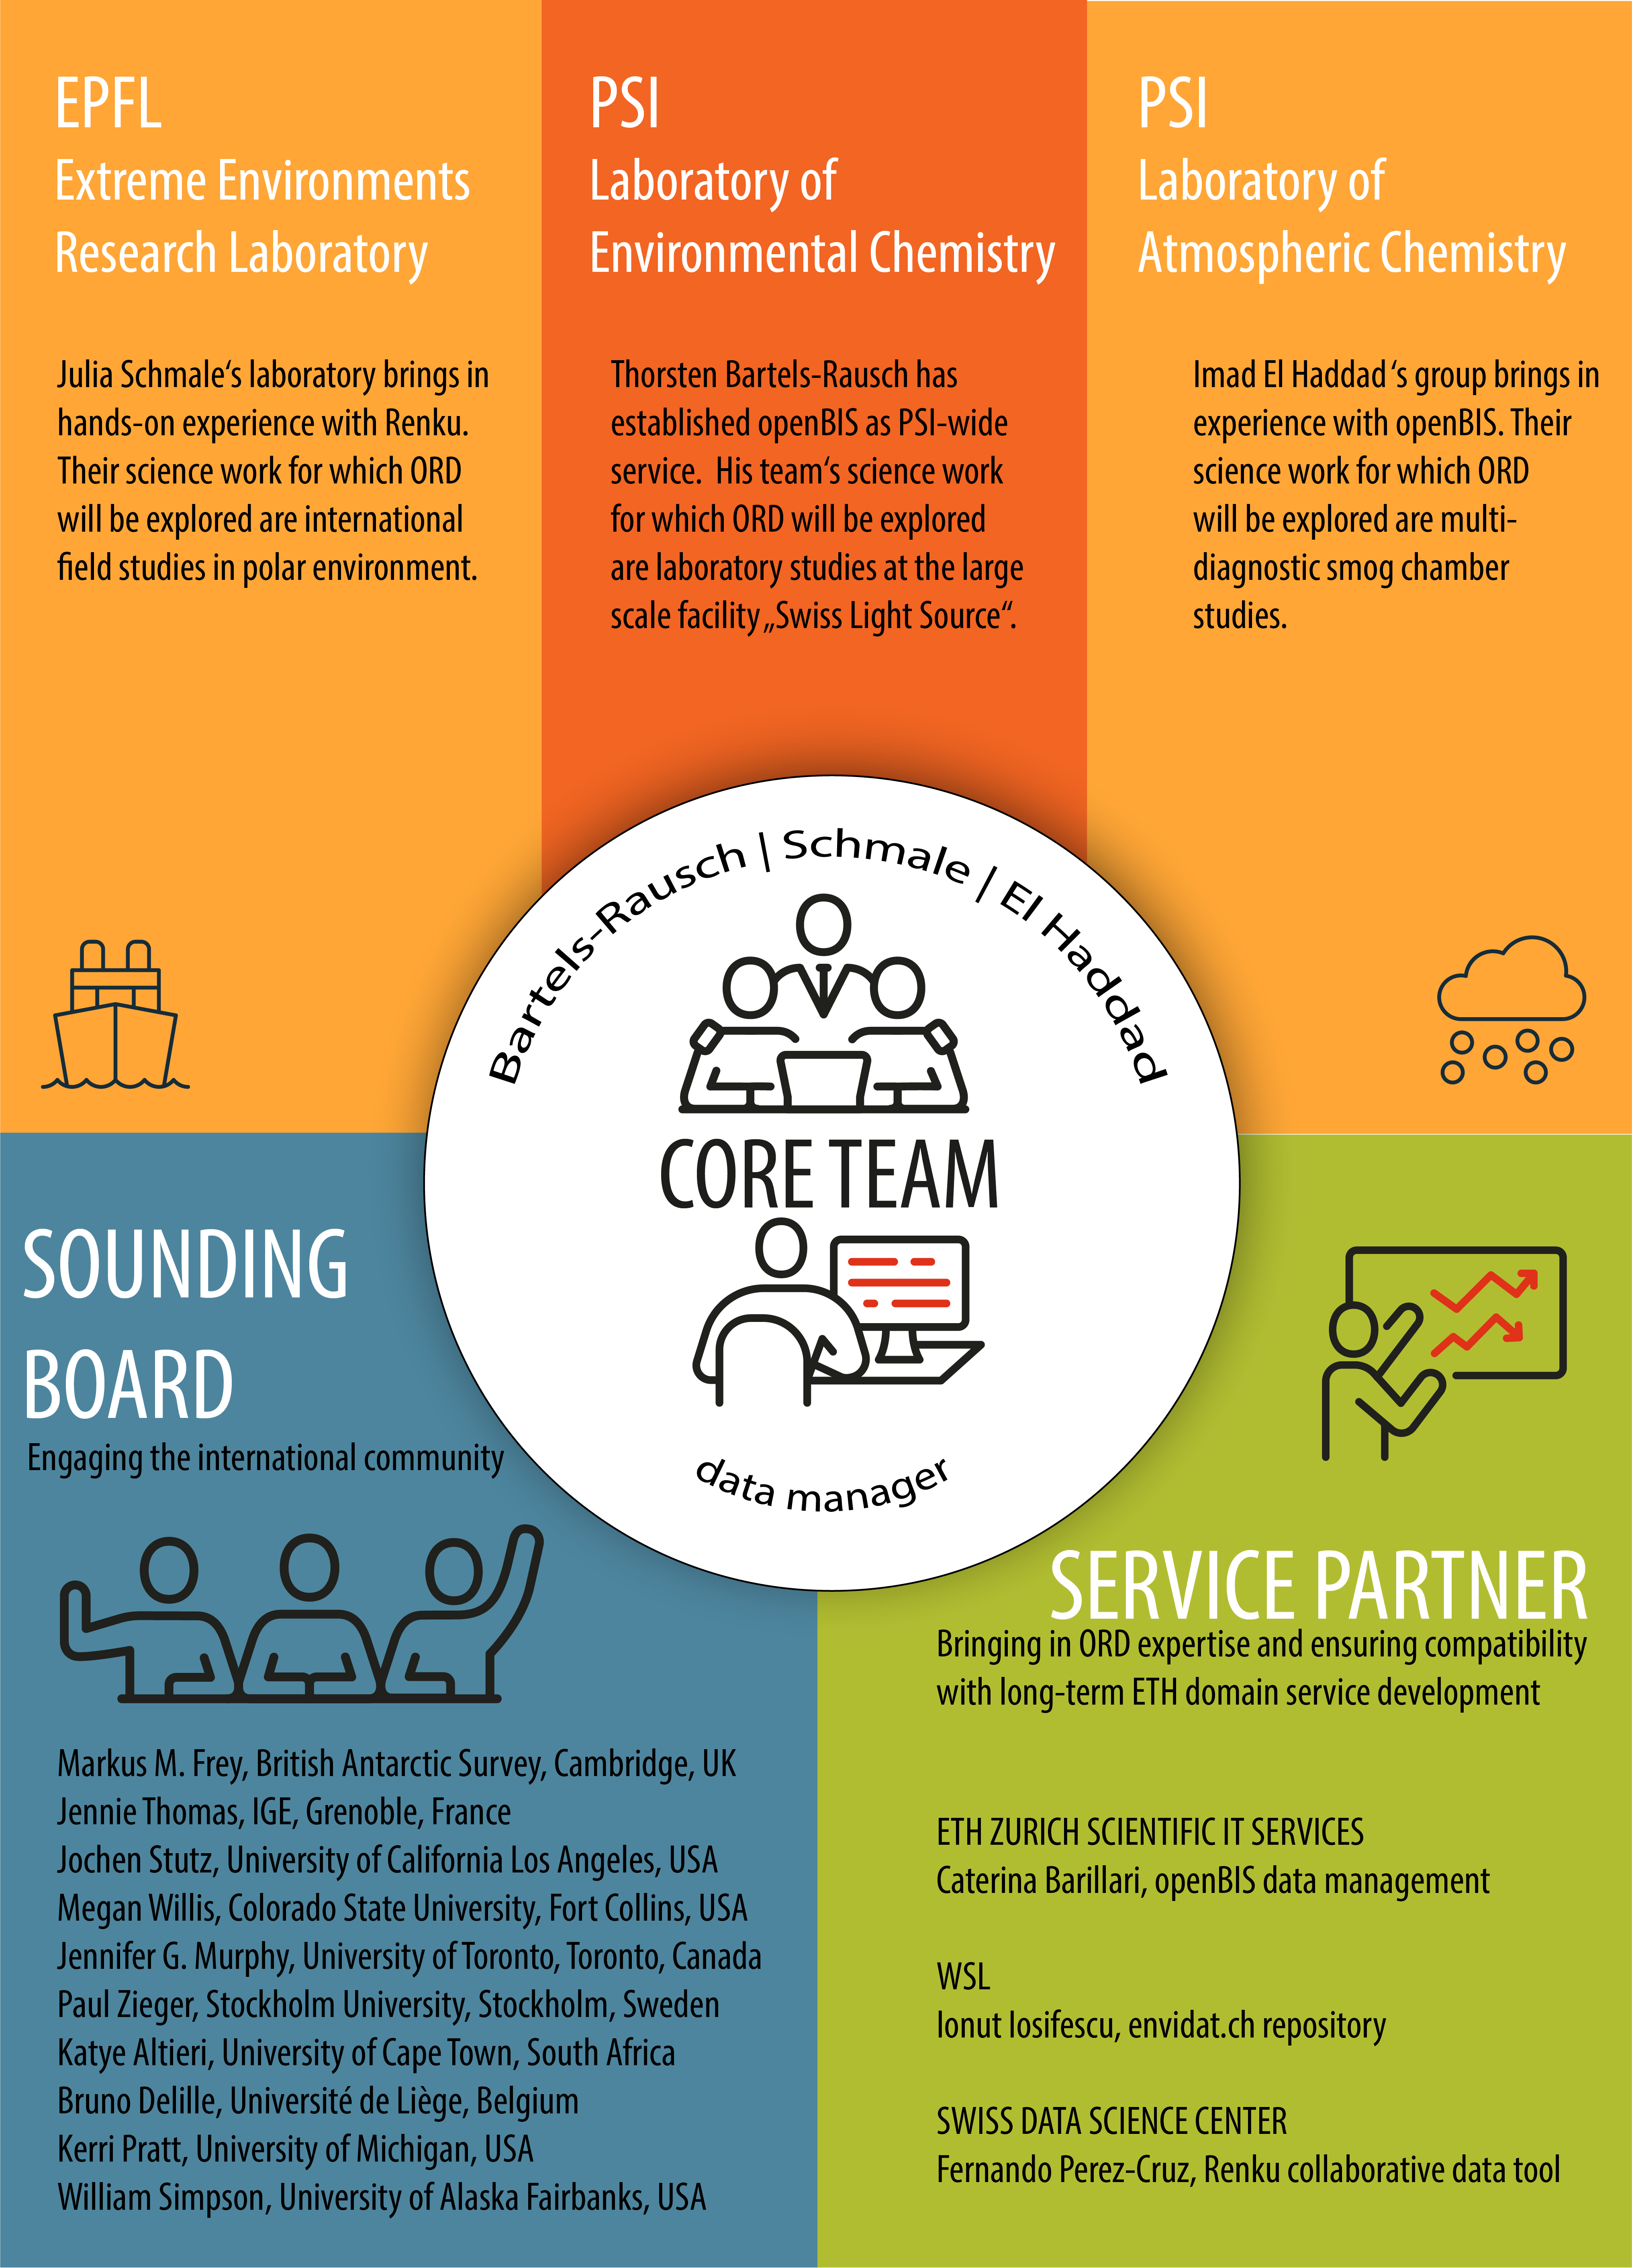 EPFL
Extreme Environments
Research Laboratory
Julia Schmale‘s laboratory brings in
hands-on experience with Renku.
Their science work for which ORD
will be explored are international
field studies in polar environment.
PSI
Laboratory of
Environmental Chemistry
Thorsten Bartels-Rausch has
established openBIS as PSI-wide
service. His team‘s science work
for which ORD will be explored
are laboratory studies at the large
scale facility „Swiss Light Source“.
PSI
Laboratory of
Atmospheric Chemistry
Imad El Haddad ‘s group brings in
experience with openBIS. Their
science work for which ORD
will be explored are multi-
diagnostic smog chamber
studies.
Bartels-Rausch | Schmale | El Haddad
CORE TEAM
data manager
SOUNDING
BOARD
Engaging the international community
Markus M. Frey, British Antarctic Survey, Cambridge, UK
Jennie Thomas, IGE, Grenoble, France
Jochen Stutz, University of California Los Angeles, USA
Megan Willis, Colorado State University, Fort Collins, USA
Jennifer G. Murphy, University of Toronto, Toronto, Canada
Paul Zieger, Stockholm University, Stockholm, Sweden
Katye Altieri, University of Cape Town, South Africa
Bruno Delille, Université de Liège, Belgium
Kerri Pratt, University of Michigan, USA
William Simpson, University of Alaska Fairbanks, USA
SERVICE PARTNER
Bringing in ORD expertise and ensuring compatibility
with long-term ETH domain service development
ETH ZURICH SCIENTIFIC IT SERVICES
Caterina Barillari, openBIS data management
WSL
Ionut Iosifescu, envidat.ch repository
SWISS DATA SCIENCE CENTER
Fernando Perez-Cruz, Renku collaborative data tool